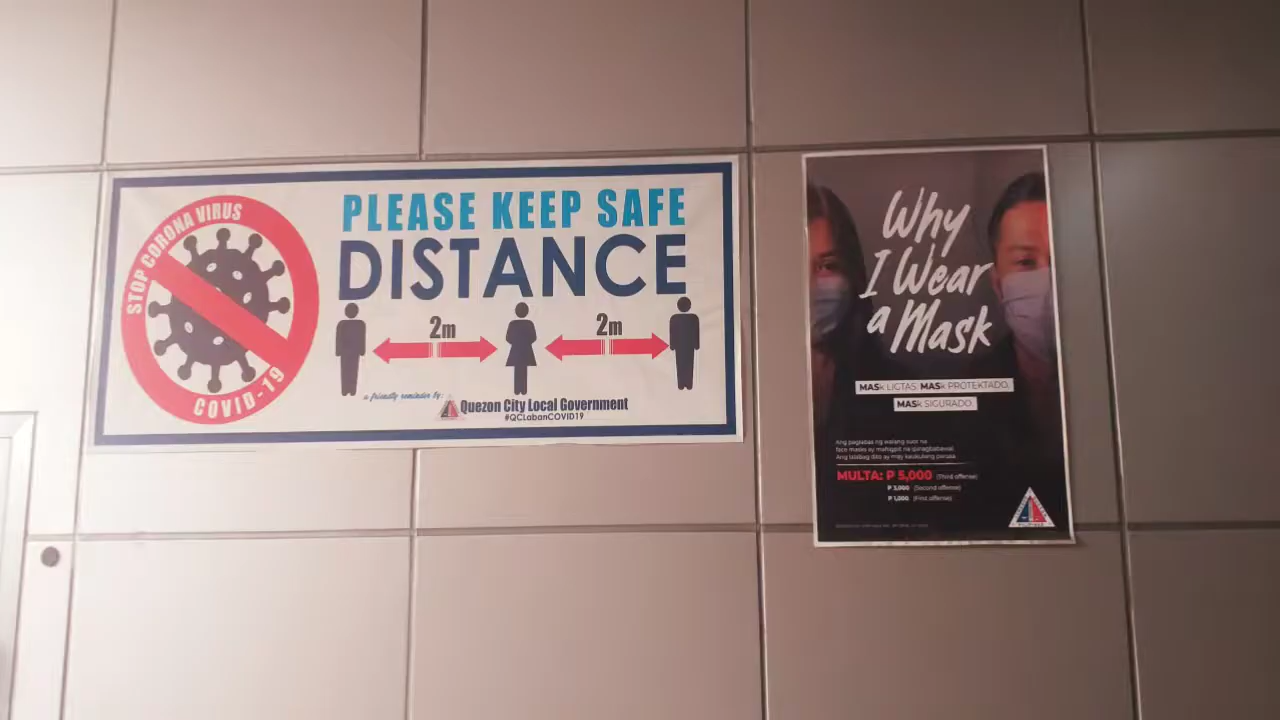 STOP CORONA VIRUS
COVID-19
PLEASE KEEP SAFE
DISTANCE
2m
2m
a friendly reminder by:
Quezon City Local Government
#QCLabanCOVID19
Why
I Wear
a Mask
MASk LIGTAS. MASk PROTEKTADO.
MASk SIGURADO.
Ang paglabas ng walang suot na
face masks ay mahigpit na ipinagbabawal.
Ang lalabag dito ay may kaukulang parusa.
MULTA: P 5,000 (Third offense)
P 3,000 (Second offense)
P 1,000 (First offense)